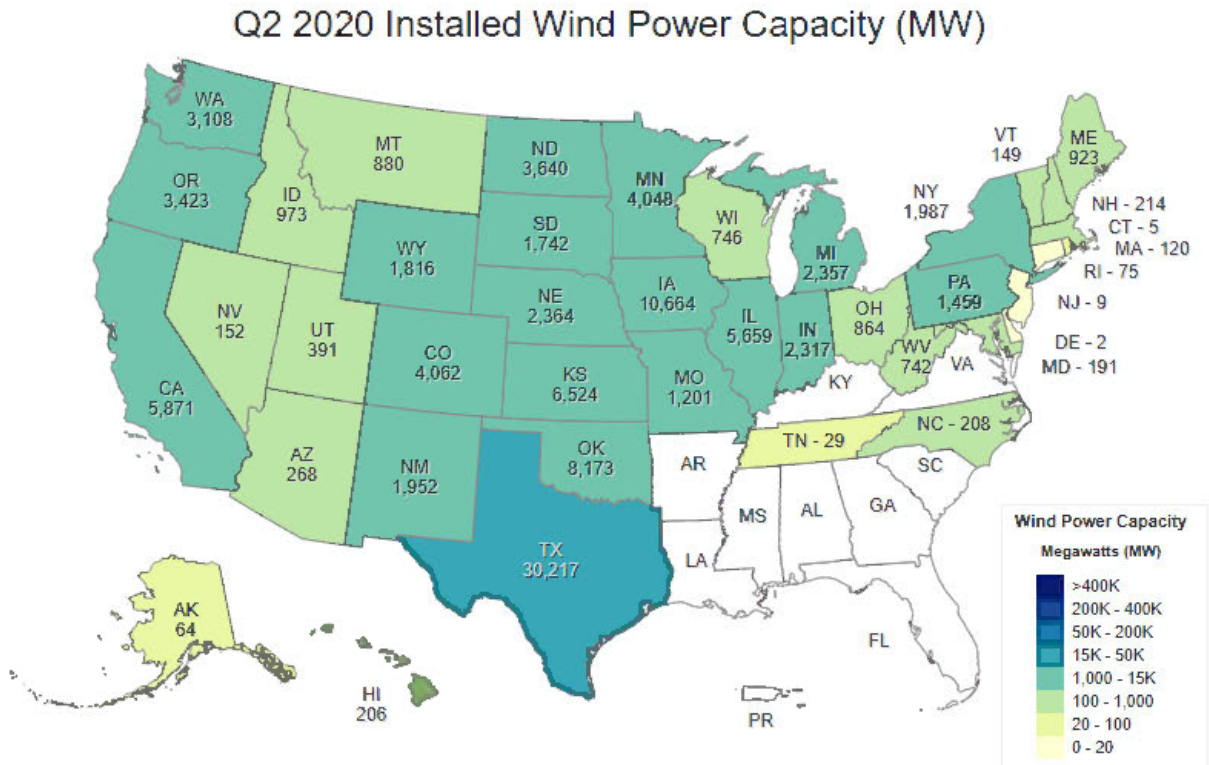 Q2 2020 Installed Wind Power Capacity (MW)
WA
3,108
OR
3,423
CA
5,871
ID
973
NV
152
MT
880
WY
1,816
UT
391
AZ
268
CO
4,062
NM
1,952
ND
3,640
SD
1,742
NE
2,364
KS
6,524
OK
8,173
TX
30,217
MN
4,048
IA
10,664
MO
1,201
AR
LA
WI
746
IL
5,659
MI
2,357
IN
2,317
OH
864
KY
TN - 29
MS
AL
GA
FL
SC
NC - 208
VA
WV
742
PA
1,459
NY
1,987
VT
149
ME
923
NH - 214
CT - 5
MA - 120
RI - 75
NJ - 9
DE - 2
MD - 191
AK
64
HI
206
PR
Wind Power Capacity
Megawatts (MW)
>400K
200K - 400K
50K - 200K
15K - 50K
1,000 - 15K
100 - 1,000
20 - 100
0 - 20